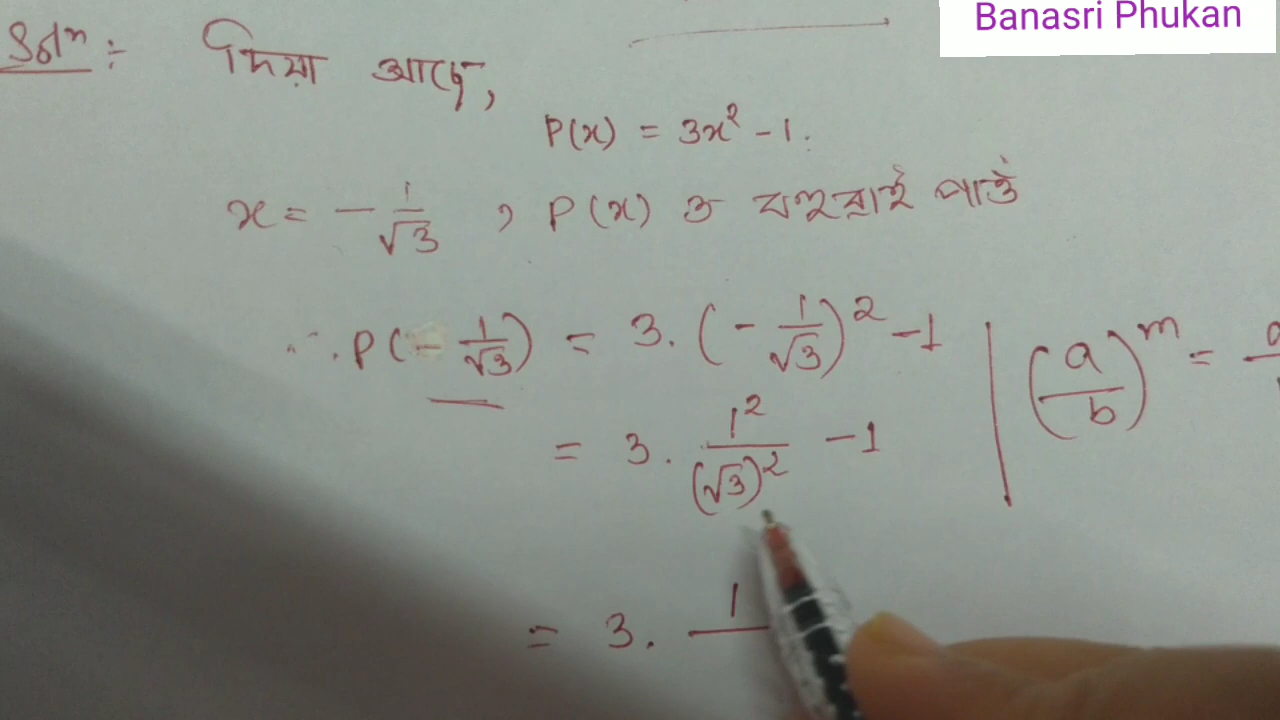 Banasri Phukan
Solⁿ :- দিয়া আছে,
P(x) = 3x² - 1.
x = - 1/√3 , P(x) ত বহুৱাই পাওঁ
∴ P(- 1/√3) = 3. (- 1/√3)² - 1 | (a/b)ᵐ =
= 3. 1²/(√3)² - 1
= 3. 1